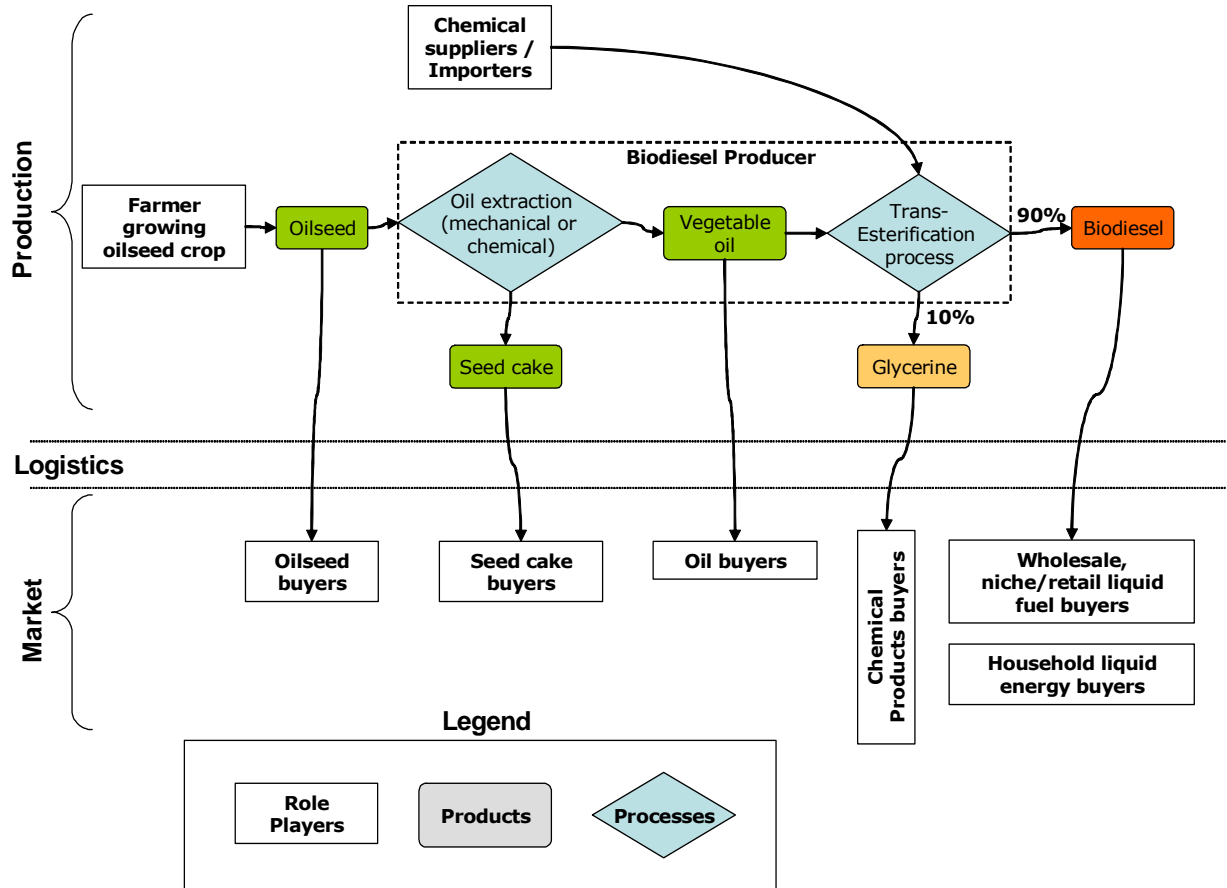 Chemical
suppliers /
Importers
Production
Biodiesel Producer
Farmer
growing
oilseed crop
Oilseed
Oil extraction
(mechanical or
chemical)
Vegetable
oil
Trans-
Esterification
process
90%
Biodiesel
10%
Seed cake
Glycerine
Logistics
Market
Oilseed
buyers
Seed cake
buyers
Oil buyers
Chemical
Products buyers
Wholesale,
niche/retail liquid
fuel buyers
Household liquid
energy buyers
Legend
Role
Players
Products
Processes